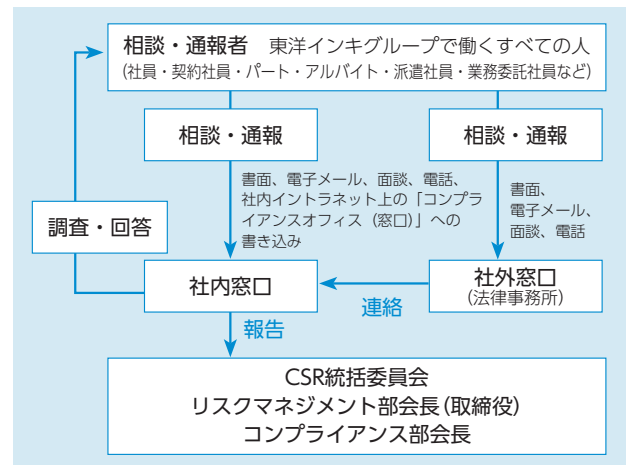 相談・通報者 東洋インキグループで働くすべての人
(社員・契約社員・パート・アルバイト・派遣社員・業務委託社員など)
相談・通報
相談・通報
書面、電子メール、面談、電話、
社内イントラネット上の「コンプラ
イアンスオフィス（窓口）」への
書き込み
書面、
電子メール、
面談、電話
調査・回答
社内窓口
社外窓口
(法律事務所)
連絡
報告
CSR統括委員会
リスクマネジメント部会長(取締役)
コンプライアンス部会長